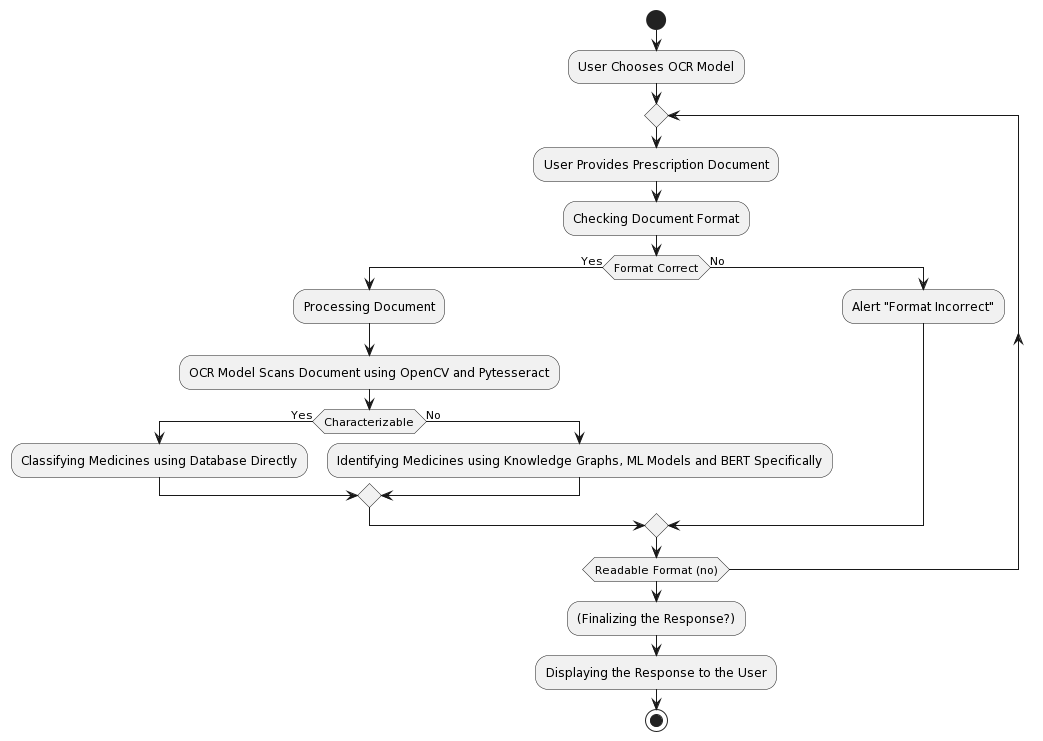 User Chooses OCR Model
User Provides Prescription Document
Checking Document Format
Yes
Format Correct
No
Processing Document
Alert "Format Incorrect"
OCR Model Scans Document using OpenCV and Pytesseract
Yes
Characterizable
No
Classifying Medicines using Database Directly
Identifying Medicines using Knowledge Graphs, ML Models and BERT Specifically
Readable Format (no)
(Finalizing the Response?)
Displaying the Response to the User